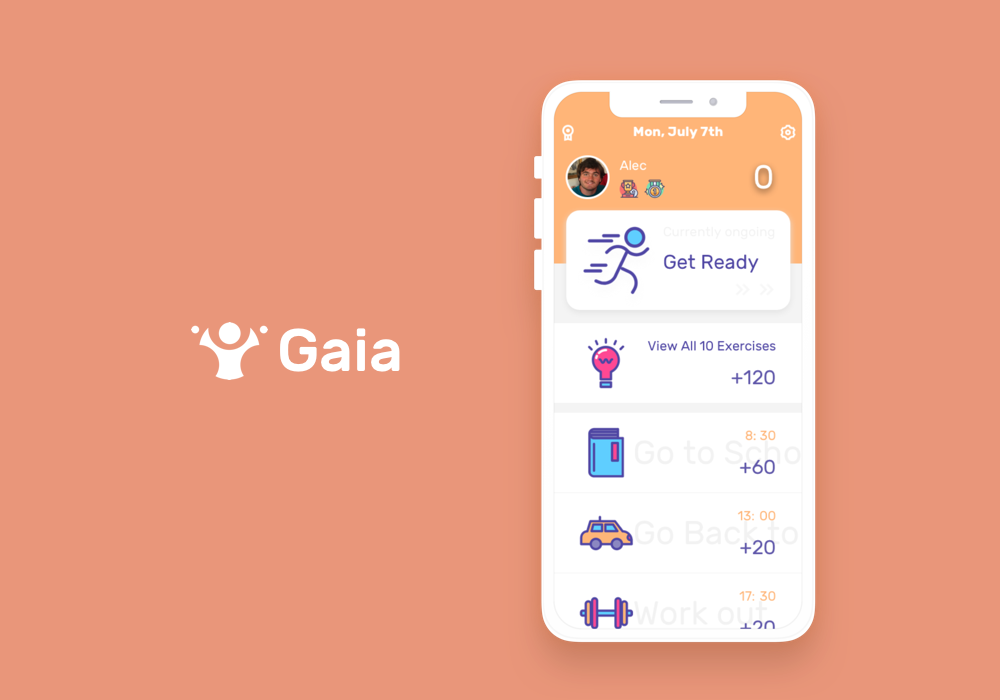 Gaia
Mon, July 7th
Alec
0
Currently ongoing
Get Ready
View All 10 Exercises
+120
8: 30
Go to Scho
+60
13: 00
Go Back to
+20
17: 30
Work out
+20